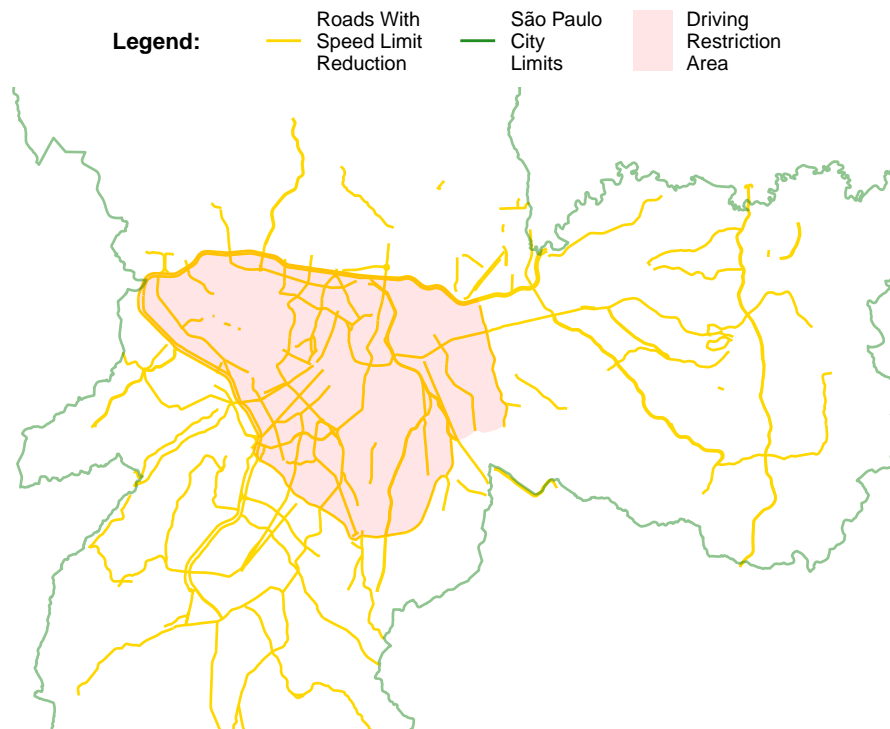 Legend:
Roads With
Speed Limit
Reduction
São Paulo
City
Limits
Driving
Restriction
Area